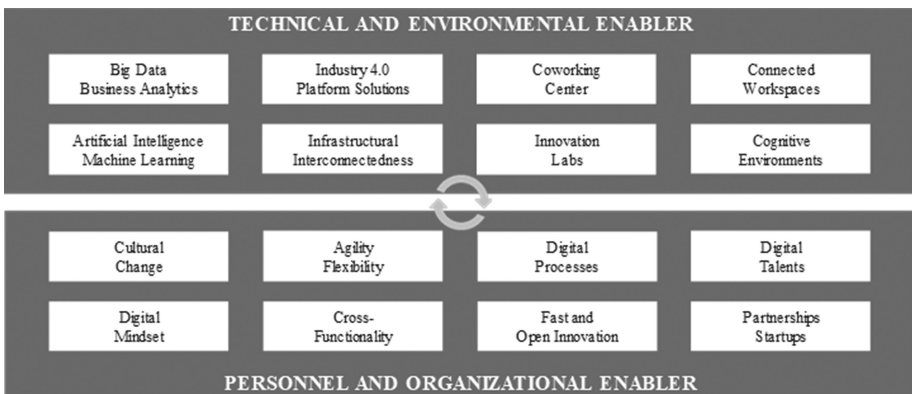 TECHNICAL AND ENVIRONMENTAL ENABLER
Big Data
Business Analytics
Industry 4.0
Platform Solutions
Coworking
Center
Connected
Workspaces
Artificial Intelligence
Machine Learning
Infrastructural
Interconnectedness
Innovation
Labs
Cognitive
Environments
Cultural
Change
Agility
Flexibility
Digital
Processes
Digital
Talents
Digital
Mindset
Cross-
Functionality
Fast and
Open Innovation
Partnerships
Startups
PERSONNEL AND ORGANIZATIONAL ENABLER